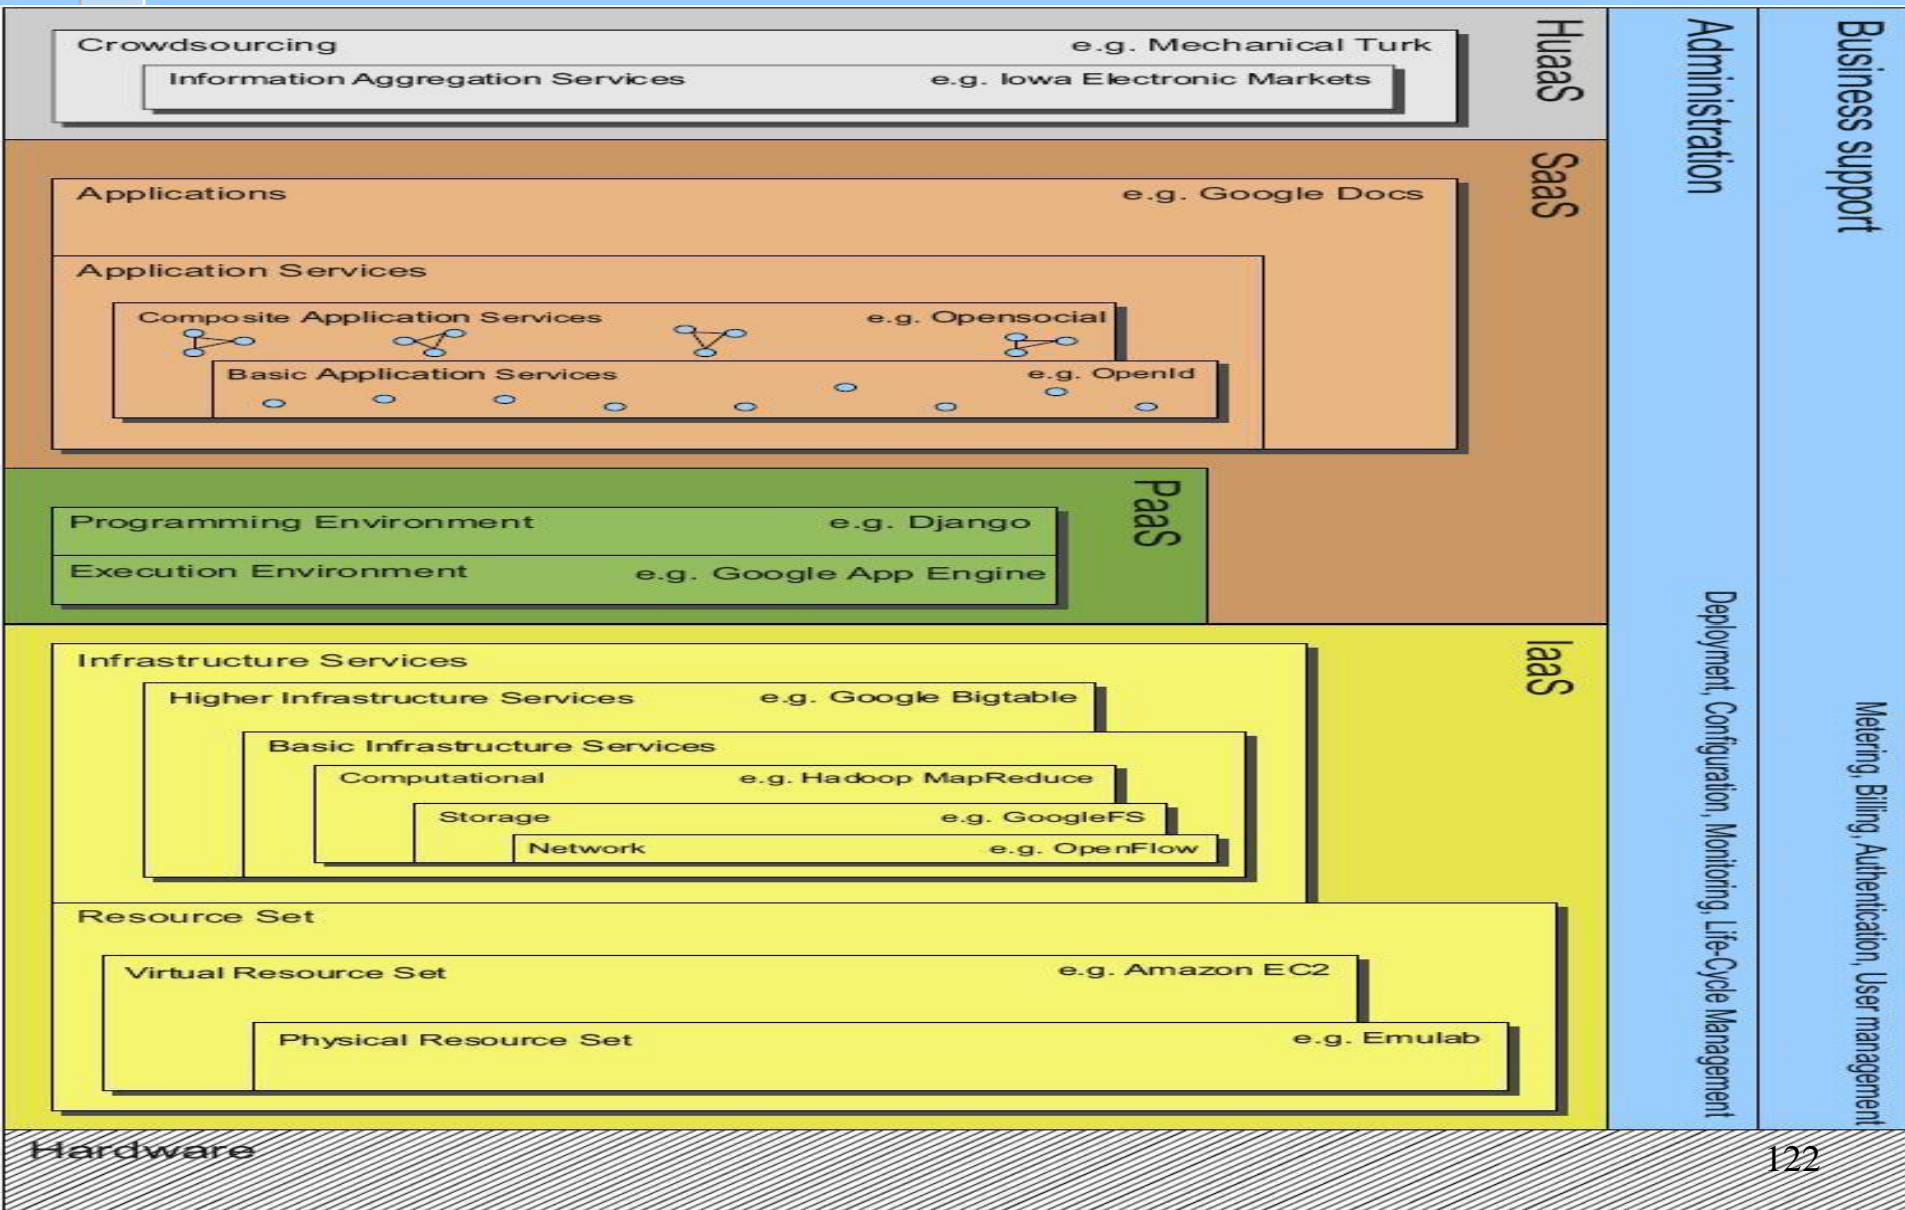 Crowdsourcing e.g. Mechanical Turk
Information Aggregation Services e.g. Iowa Electronic Markets
HuaaS
Applications e.g. Google Docs
Application Services
Composite Application Services e.g. Opensocial
Basic Application Services e.g. OpenId
SaaS
Programming Environment e.g. Django
Execution Environment e.g. Google App Engine
PaaS
Infrastructure Services
Higher Infrastructure Services e.g. Google Bigtable
Basic Infrastructure Services
Computational e.g. Hadoop MapReduce
Storage e.g. GoogleFS
Network e.g. OpenFlow
Resource Set
Virtual Resource Set e.g. Amazon EC2
Physical Resource Set e.g. Emulab
IaaS
Administration
Deployment, Configuration, Monitoring, Life-Cycle Management
Business support
Metering, Billing, Authentication, User management
Hardware
122